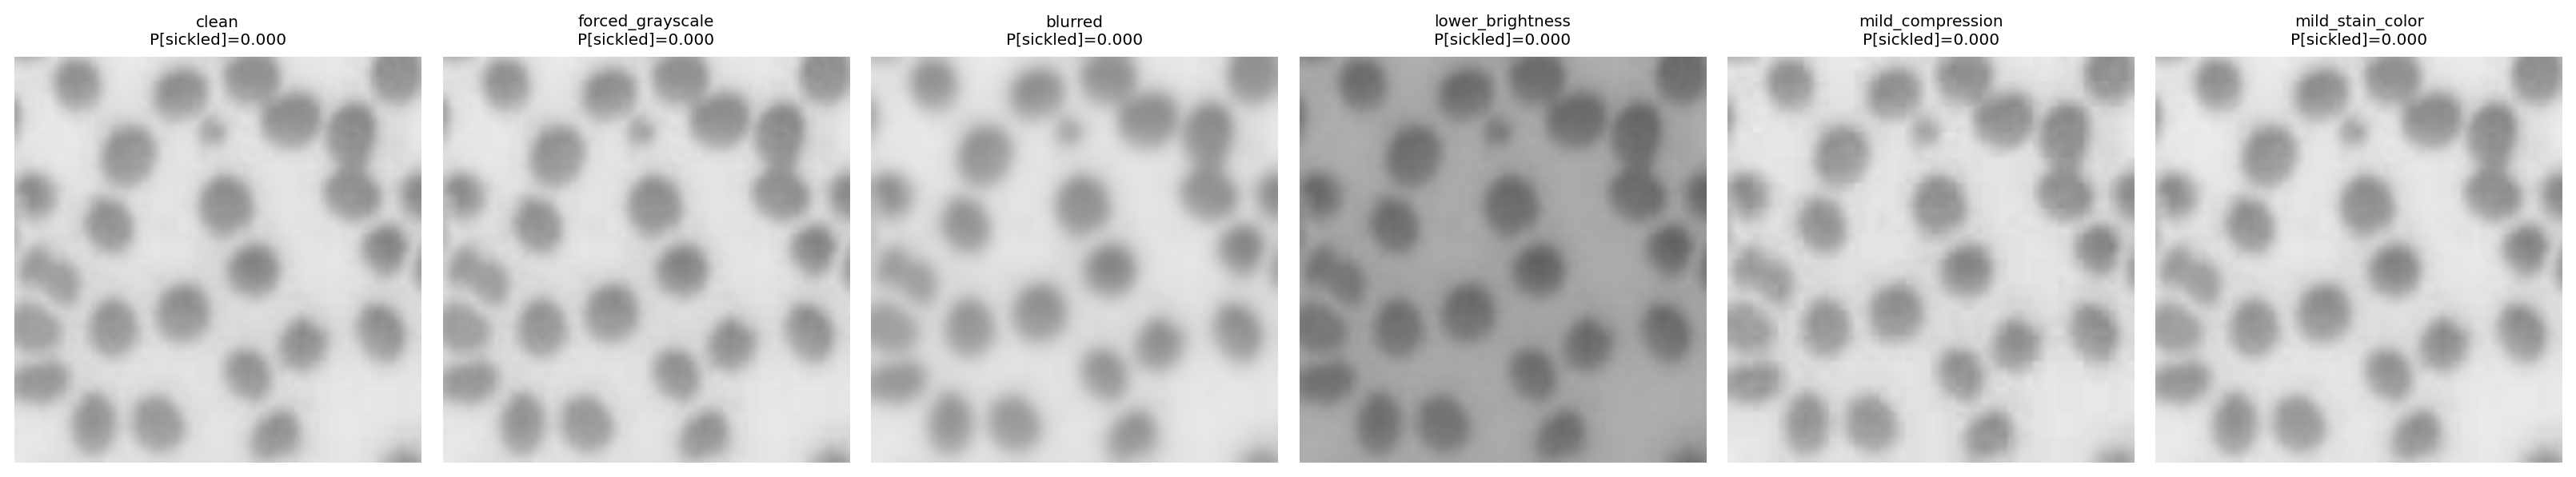 clean
P[sickled]=0.000
forced_grayscale
P[sickled]=0.000
blurred
P[sickled]=0.000
lower_brightness
P[sickled]=0.000
mild_compression
P[sickled]=0.000
mild_stain_color
P[sickled]=0.000